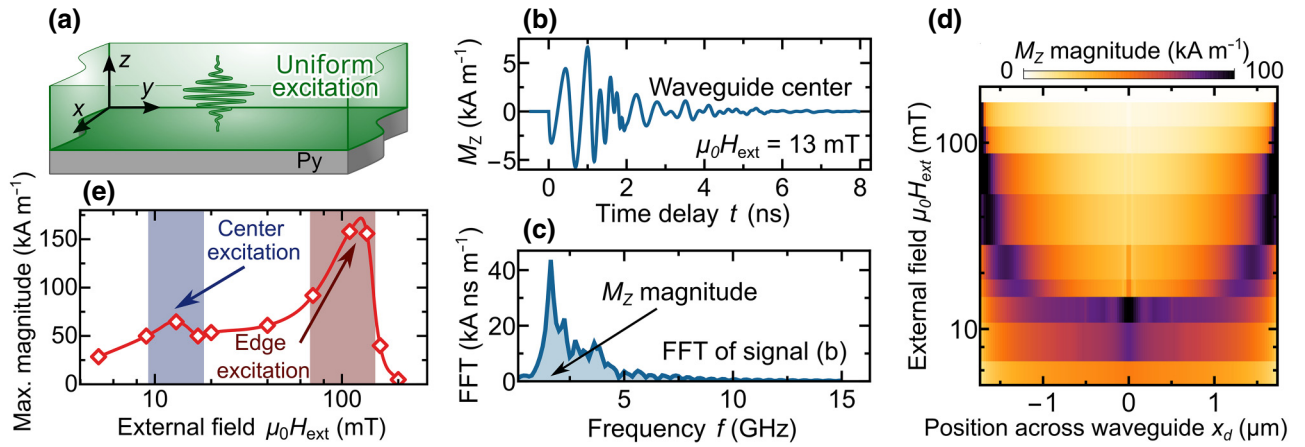 (a)
z
y
x
Uniform
excitation
Py
(b)
M_Z (kA m⁻¹)
5
0
−5
Waveguide center
μ₀H_ext = 13 mT
0 2 4 6 8
Time delay t (ns)
(c)
FFT (kA ns m⁻¹)
40
20
0
M_Z magnitude
FFT of signal (b)
5 10 15
Frequency f (GHz)
(d)
M_Z magnitude (kA m⁻¹)
0 100
External field μ₀H_ext (mT)
100
10
−1 0 1
Position across waveguide x_d (μm)
(e)
Max. magnitude (kA m⁻¹)
150
100
50
0
Center
excitation
Edge
excitation
10 100
External field μ₀H_ext (mT)